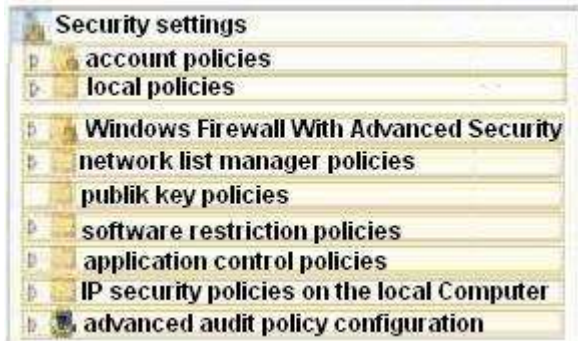 Security settings
account policies
local policies
Windows Firewall With Advanced Security
network list manager policies
publik key policies
software restriction policies
application control policies
IP security policies on the local Computer
advanced audit policy configuration